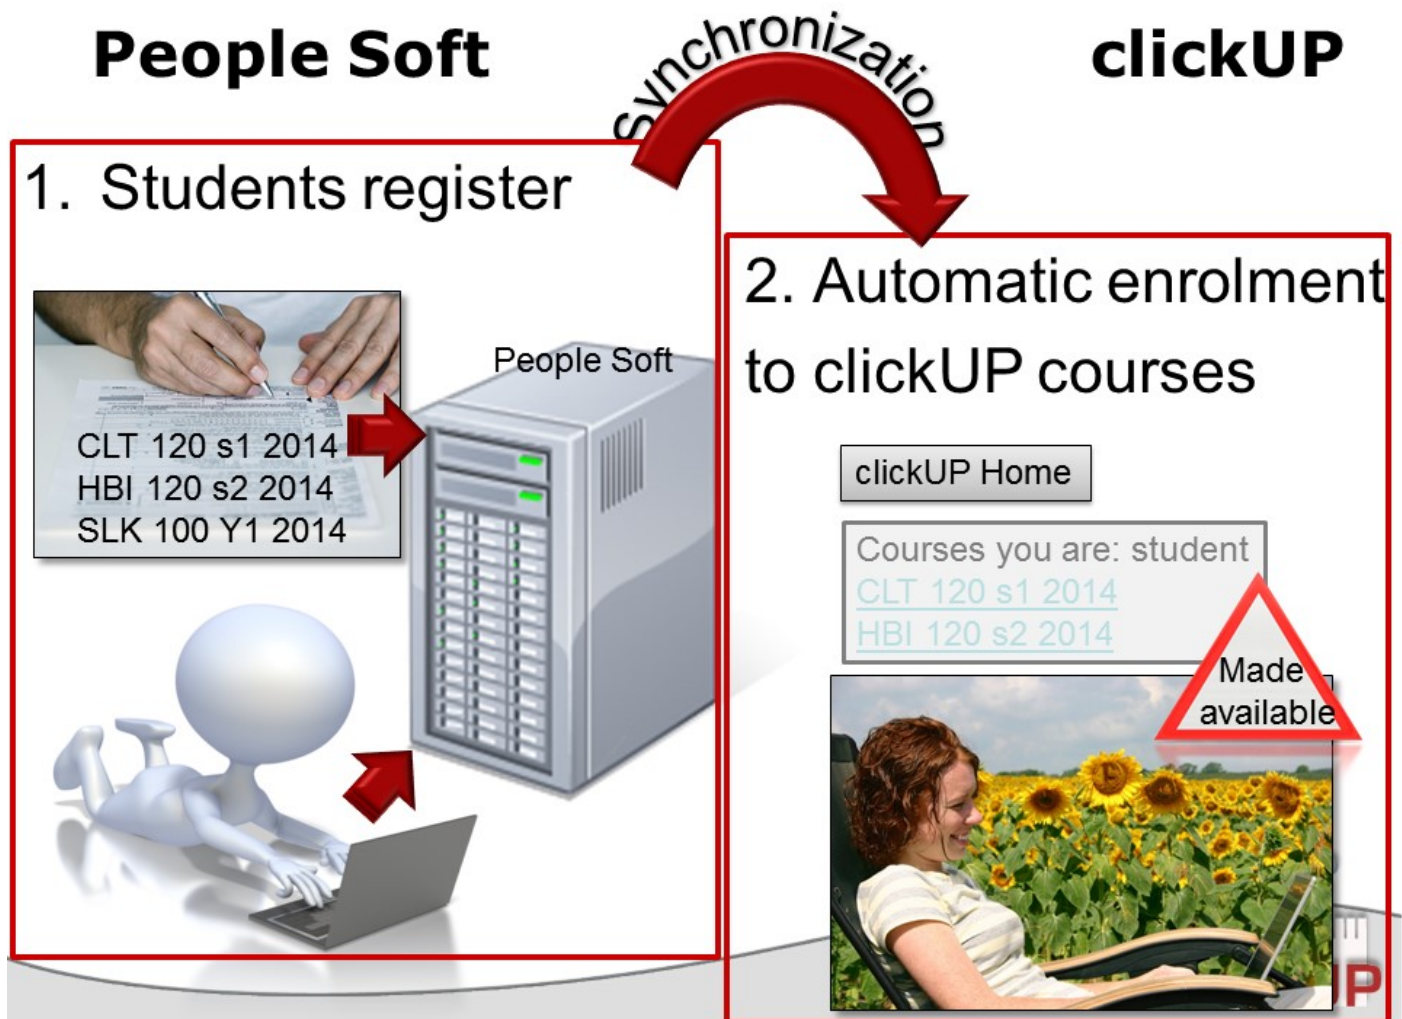 People Soft
Synchronization
clickUP
1. Students register
People Soft
CLT 120 s1 2014
HBI 120 s2 2014
SLK 100 Y1 2014
2. Automatic enrolment
to clickUP courses
clickUP Home
Courses you are: student
CLT 120 s1 2014
HBI 120 s2 2014
Made
available
UP